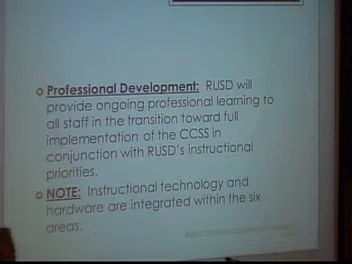 Professional Development: RUSD will
provide ongoing professional learning to
all staff in the transition toward full
implementation of the CCSS in
conjunction with RUSD's instructional
priorities.
NOTE: Instructional technology and
hardware are integrated within the six
areas.